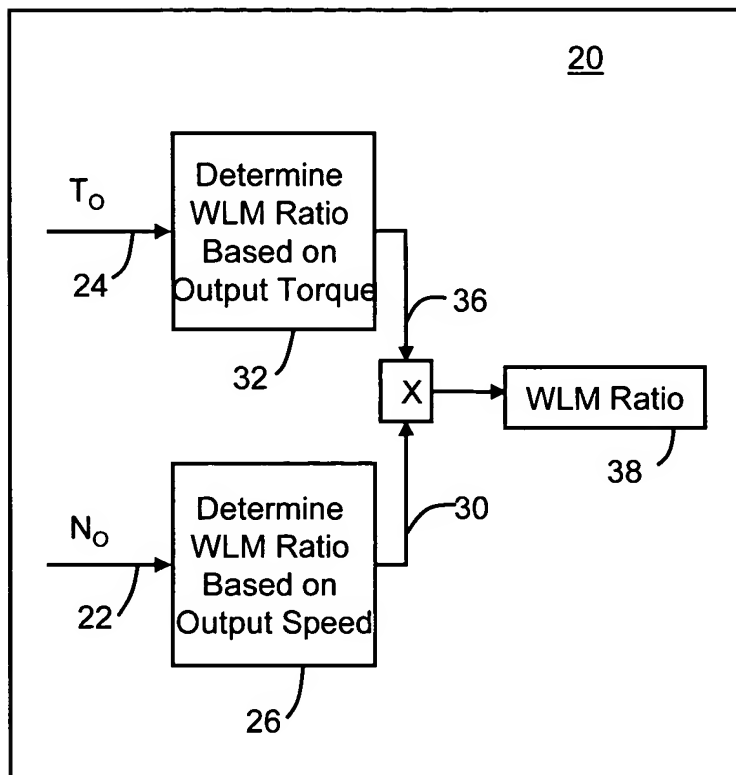 20
T_O
24
Determine
WLM Ratio
Based on
Output Torque
32
36
X
WLM Ratio
38
30
N_O
22
Determine
WLM Ratio
Based on
Output Speed
26